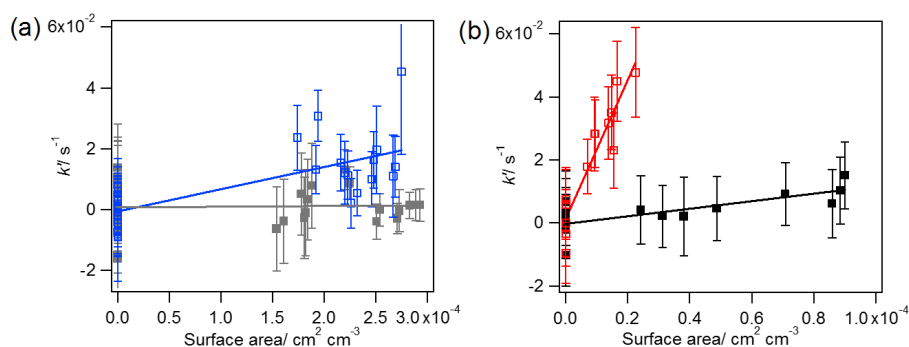 (a)
6x10⁻²
4
2
0
-2
k'/ s⁻¹
0.0 0.5 1.0 1.5 2.0 2.5 3.0x10⁻⁴
Surface area/ cm² cm⁻³
(b)
6x10⁻²
4
2
0
-2
k'/ s⁻¹
0.0 0.2 0.4 0.6 0.8 1.0x10⁻⁴
Surface area/ cm² cm⁻³